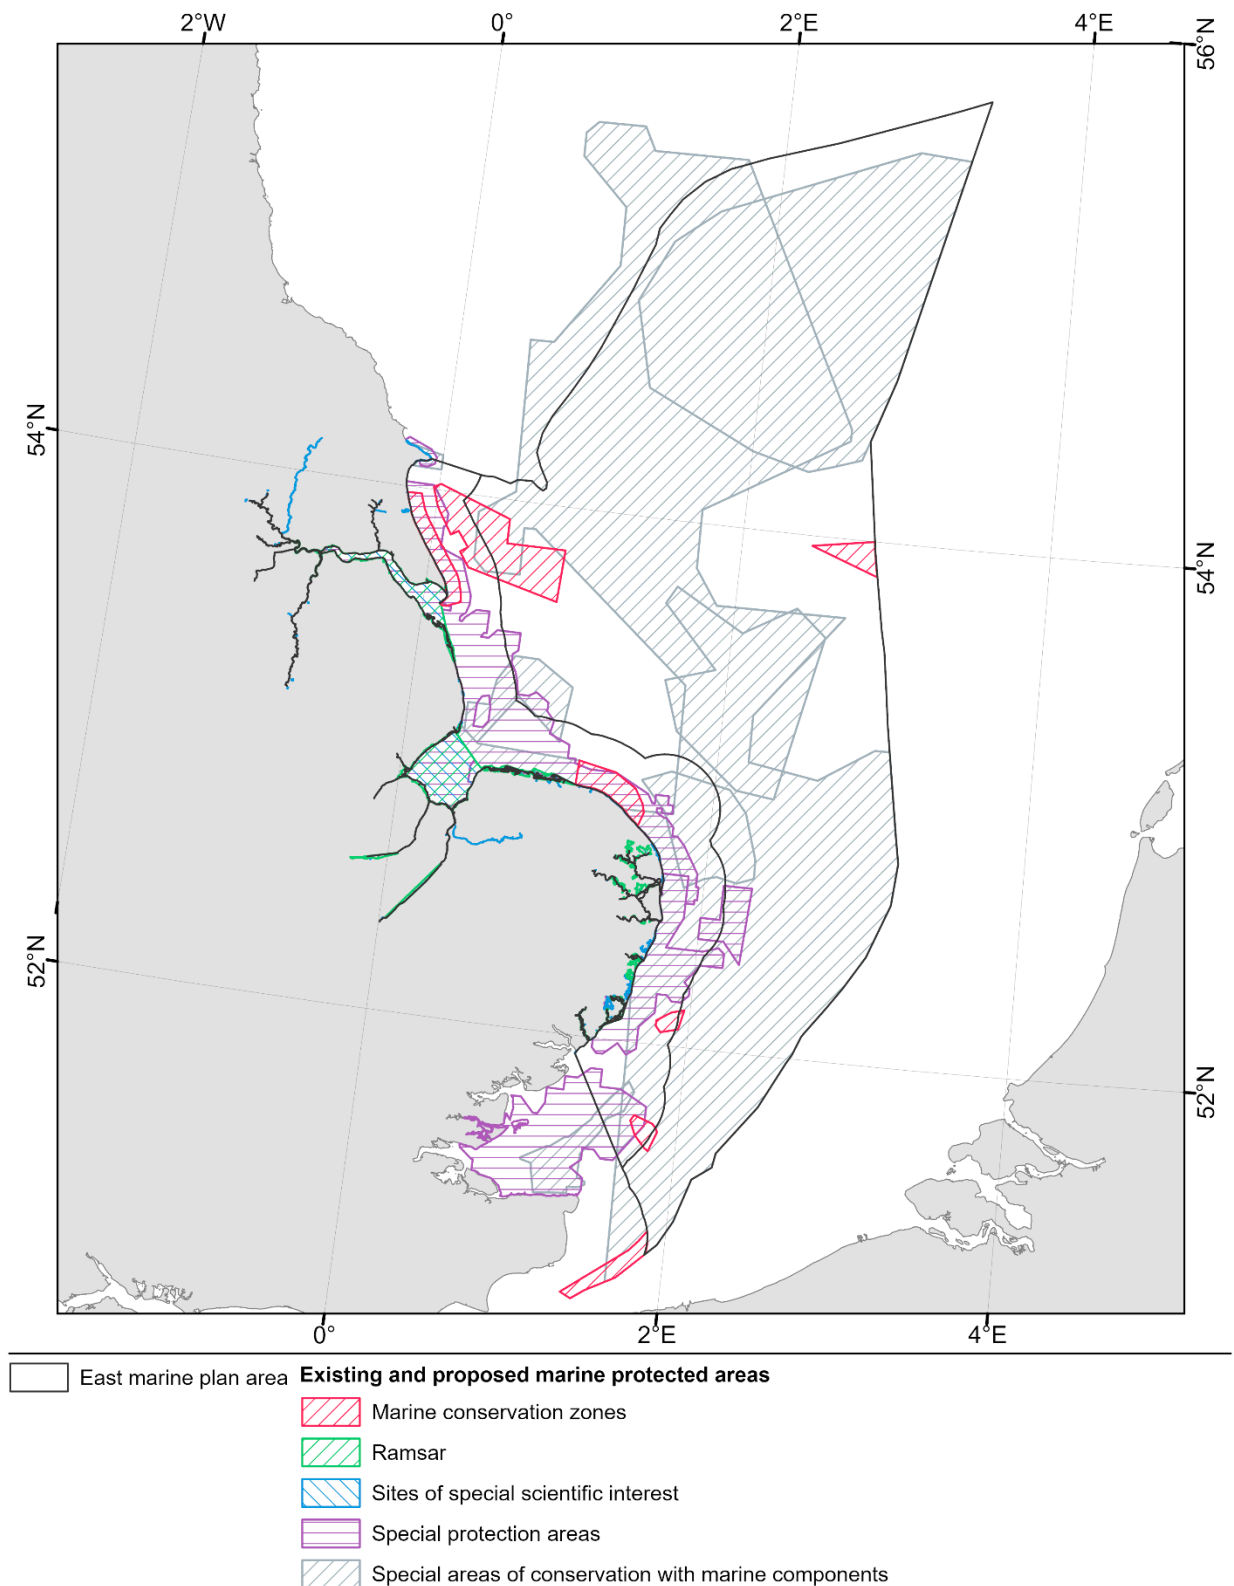 2°W 0° 2°E 4°E
56°N
54°N
54°N
52°N
52°N
0° 2°E 4°E
East marine plan area
Existing and proposed marine protected areas
Marine conservation zones
Ramsar
Sites of special scientific interest
Special protection areas
Special areas of conservation with marine components